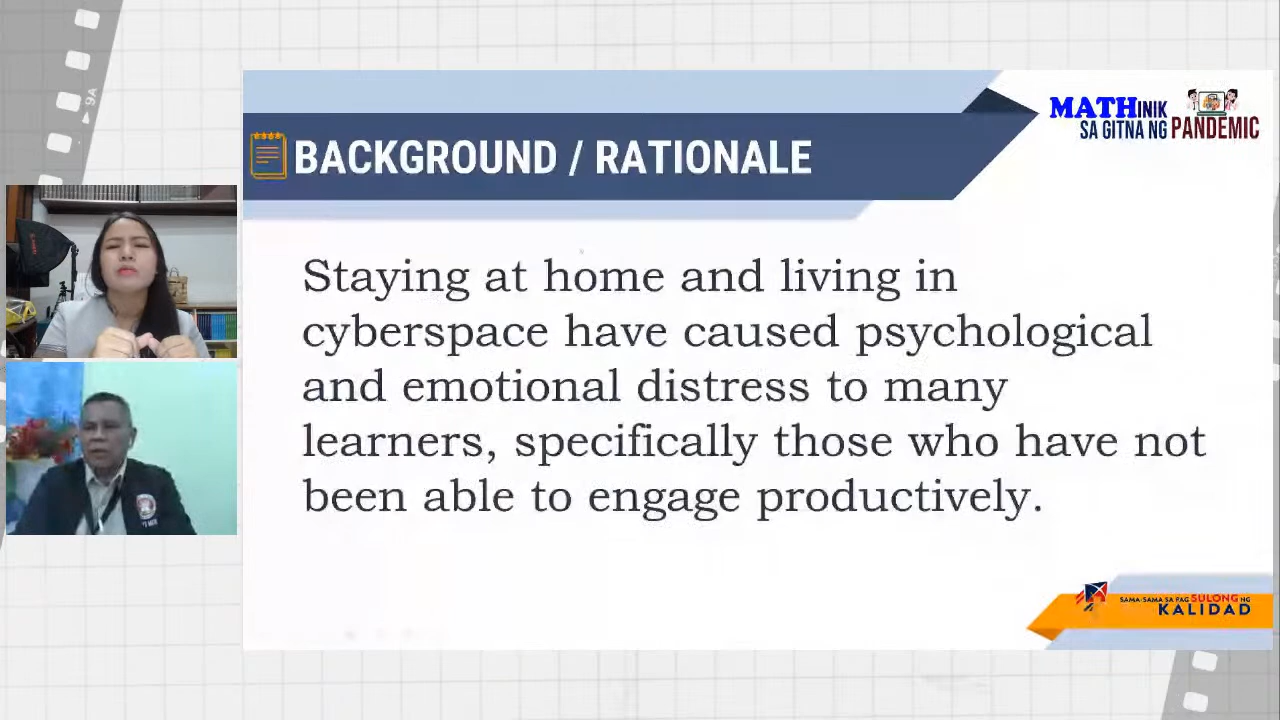 BACKGROUND / RATIONALE
MATHINIK
SA GITNA NG PANDEMIC
Staying at home and living in
cyberspace have caused psychological
and emotional distress to many
learners, specifically those who have not
been able to engage productively.
SAMA-SAMA SA PAG SULONG NG
KALIDAD
9A